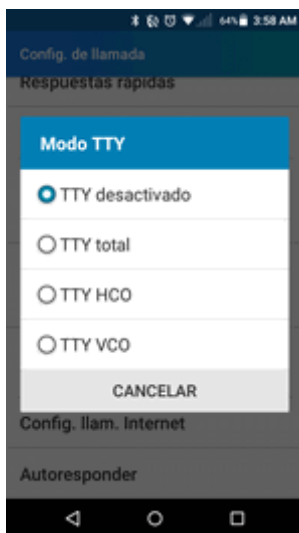 64% 3:58 AM
Config. de llamada
Respuestas rápidas
Modo TTY
TTY desactivado
TTY total
TTY HCO
TTY VCO
CANCELAR
Config. llam. Internet
Autoresponder